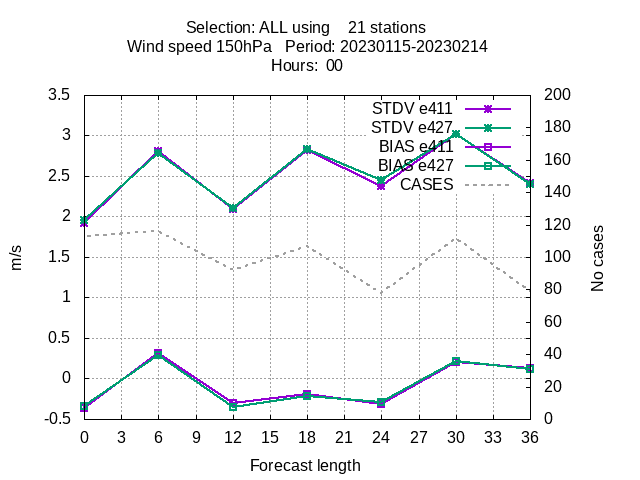 Selection: ALL using    21 stations
Wind speed 150hPa   Period: 20230115-20230214
Hours:  00
3.5
3
2.5
2
1.5
1
0.5
0
-0.5
m/s
STDV e411
STDV e427
BIAS e411
BIAS e427
CASES
200
180
160
140
120
100
80
60
40
20
0
No cases
0 3 6 9 12 15 18 21 24 27 30 33 36
Forecast length